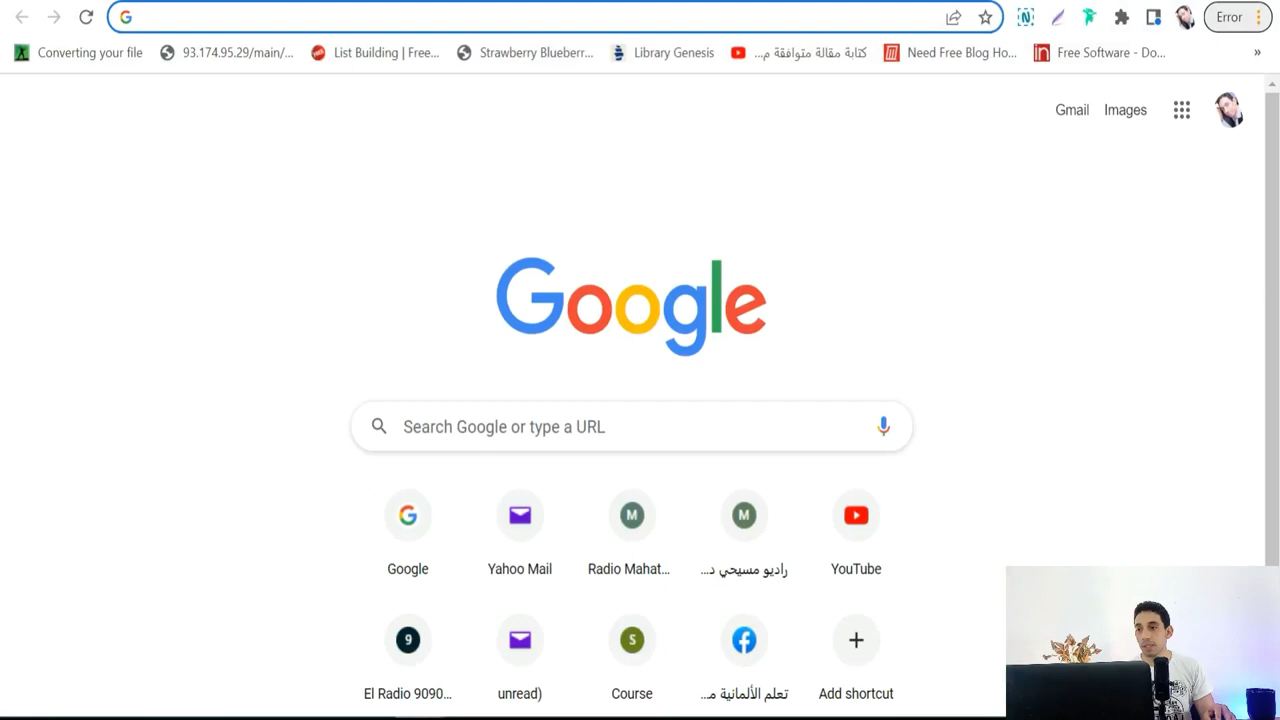 Error
Converting your file
93.174.95.29/main/...
List Building | Free...
Strawberry Blueberr...
Library Genesis
كتابة مقالة متوافقة م...
Need Free Blog Ho...
Free Software - Do...
»
Gmail
Images
Google
Search Google or type a URL
M
M
Google
Yahoo Mail
Radio Mahat...
راديو مسيحي د...
YouTube
9
S
El Radio 9090...
unread)
Course
تعلم الألمانية م...
Add shortcut